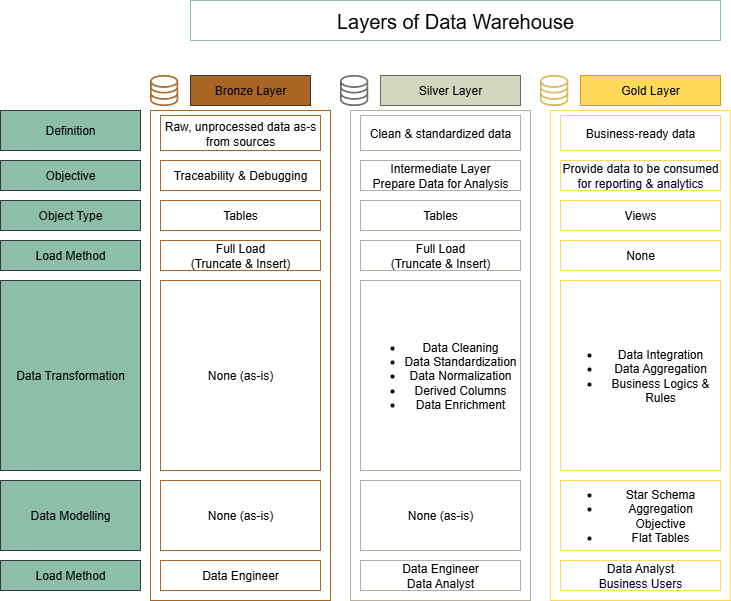 Layers of Data Warehouse
Bronze Layer
Silver Layer
Gold Layer
Definition
Raw, unprocessed data as-s
from sources
Clean & standardized data
Business-ready data
Objective
Traceability & Debugging
Intermediate Layer
Prepare Data for Analysis
Provide data to be consumed
for reporting & analytics
Object Type
Tables
Tables
Views
Load Method
Full Load
(Truncate & Insert)
Full Load
(Truncate & Insert)
None
Data Transformation
None (as-is)
• Data Cleaning
• Data Standardization
• Data Normalization
• Derived Columns
• Data Enrichment
• Data Integration
• Data Aggregation
• Business Logics &
Rules
Data Modelling
None (as-is)
None (as-is)
• Star Schema
• Aggregation
Objective
• Flat Tables
Load Method
Data Engineer
Data Engineer
Data Analyst
Data Analyst
Business Users